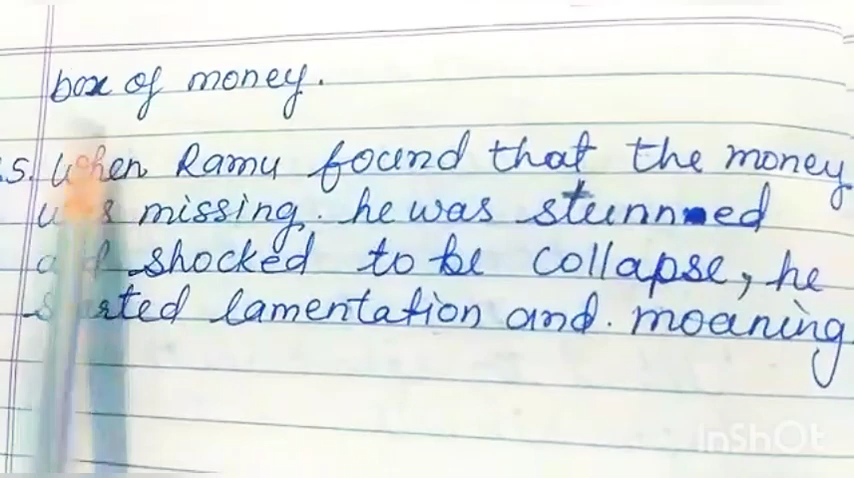 box of money.
5. When Ramu found that the money
was missing. he was stunned
and shocked to be collapse, he
started lamentation and. moaning
InShOt